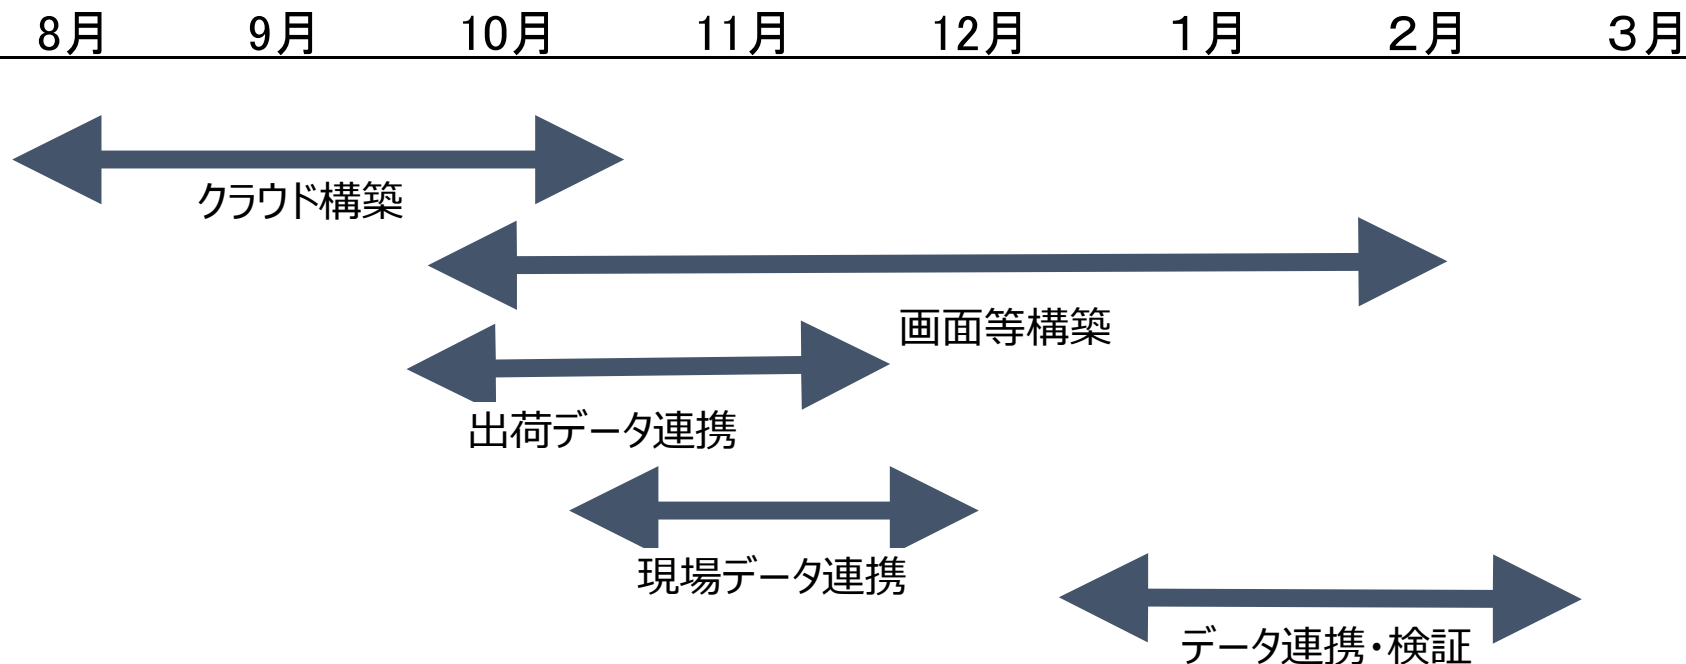 8月 9月 10月 11月 12月 1月 2月 3月
クラウド構築
画面等構築
出荷データ連携
現場データ連携
データ連携・検証